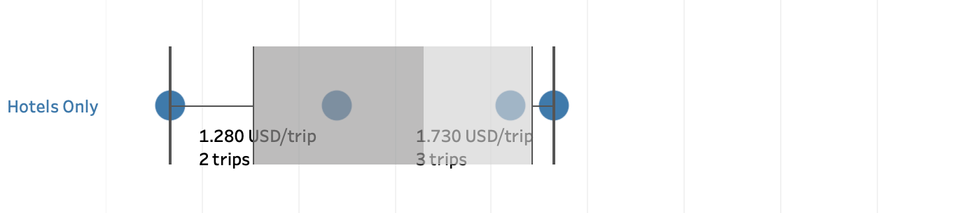 Hotels Only
1.280 USD/trip
2 trips
1.730 USD/trip
3 trips